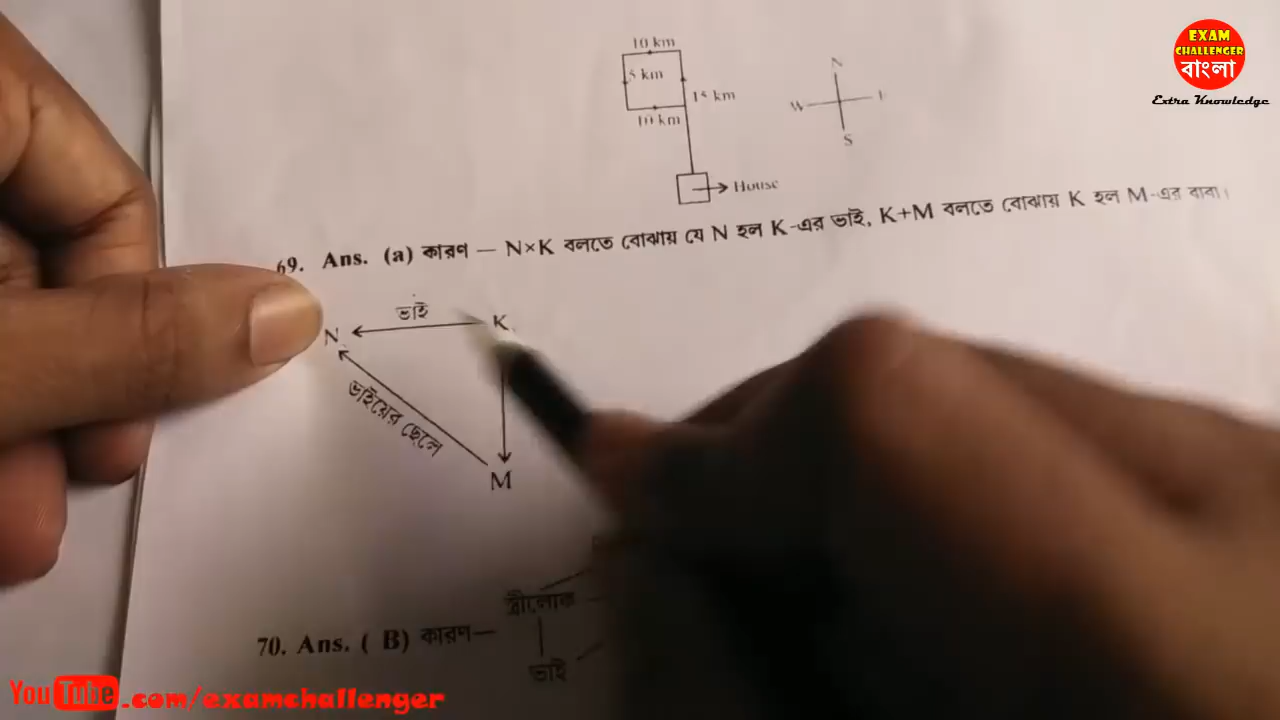 EXAM
CHALLENGER
বাংলা
Extra Knowledge
10 km
5 km
15 km
10 km
N
W
S
House
69. Ans. (a) কারণ — N×K বলতে বোঝায় যে N হল K-এর ভাই, K+M বলতে বোঝায় K হল M-এর বাবা।
ভাই
N
K
ভাইয়ের ছেলে
M
স্ত্রীলোক
70. Ans. ( B) কারণ—
ভাই
YouTube.com/examchallenger